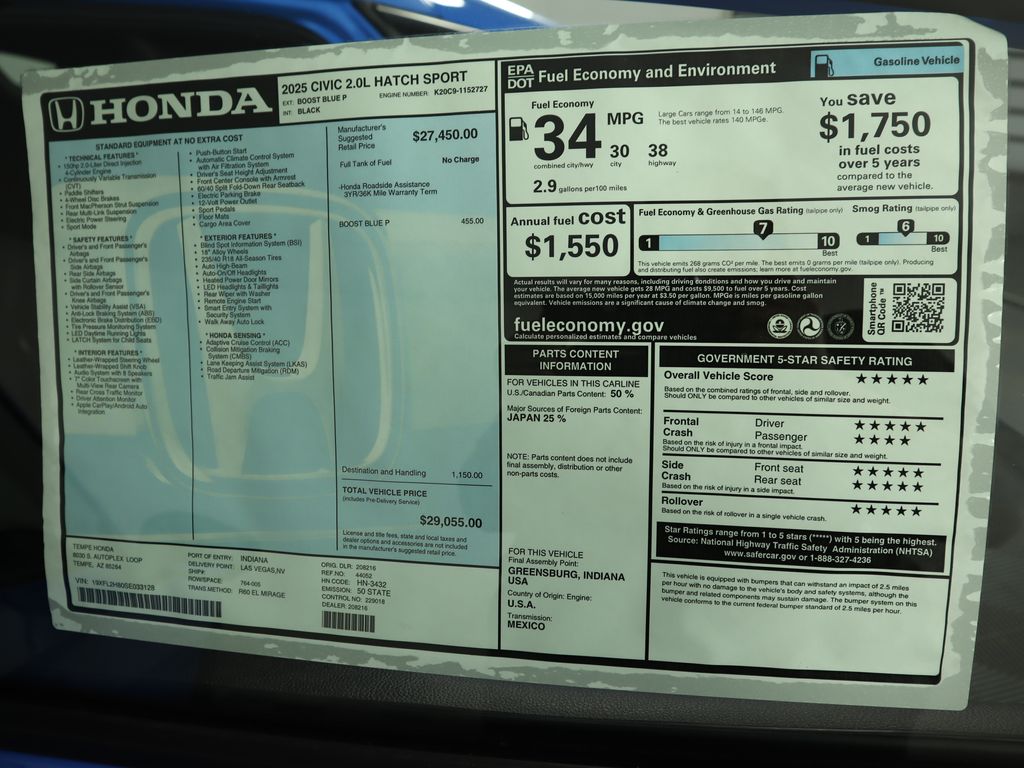 HONDA
2025 CIVIC 2.0L HATCH SPORT
EXT: BOOST BLUE P
ENGINE NUMBER: K20C9-1152727
INT: BLACK
STANDARD EQUIPMENT AT NO EXTRA COST
* TECHNICAL FEATURES *
• 150hp 2.0-Liter Direct Injection
4-Cylinder Engine
• Continuously Variable Transmission
(CVT)
• Paddle Shifters
• 4-Wheel Disc Brakes
• Front MacPherson Strut Suspension
• Rear Multi-Link Suspension
• Electric Power Steering
• Sport Mode
* SAFETY FEATURES *
• Driver's and Front Passenger's
Airbags
• Driver's and Front Passenger's
Side Airbags
• Rear Side Airbags
• Side Curtain Airbags
with Rollover Sensor
• Driver's and Front Passenger's
Knee Airbags
• Vehicle Stability Assist (VSA)
• Anti-Lock Braking System (ABS)
• Electronic Brake Distribution (EBD)
• Tire Pressure Monitoring System
• LED Daytime Running Lights
• LATCH System for Child Seats
* INTERIOR FEATURES *
• Leather-Wrapped Steering Wheel
• Leather-Wrapped Shift Knob
• Audio System with 8 Speakers
• 7" Color Touchscreen with
Multi-View Rear Camera
• Rear Cross Traffic Monitor
• Driver Attention Monitor
• Apple CarPlay/Android Auto
Integration
• Push-Button Start
• Automatic Climate Control System
with Air Filtration System
• Driver's Seat Height Adjustment
• Front Center Console with Armrest
• 60/40 Split Fold-Down Rear Seatback
• Electric Parking Brake
• 12-Volt Power Outlet
• Sport Pedals
• Floor Mats
• Cargo Area Cover
* EXTERIOR FEATURES *
• Blind Spot Information System (BSI)
• 18" Alloy Wheels
• 235/40 R18 All-Season Tires
• Auto High-Beam
• Auto-On/Off Headlights
• Heated Power Door Mirrors
• LED Headlights & Taillights
• Rear Wiper with Washer
• Remote Engine Start
• Smart Entry System with
Security System
• Walk Away Auto Lock
* HONDA SENSING *
• Adaptive Cruise Control (ACC)
• Collision Mitigation Braking
System (CMBS)
• Lane Keeping Assist System (LKAS)
• Road Departure Mitigation (RDM)
• Traffic Jam Assist
Manufacturer's
Suggested
Retail Price
$27,450.00
Full Tank of Fuel
No Charge
-Honda Roadside Assistance
3YR/36K Mile Warranty Term
BOOST BLUE P
455.00
Destination and Handling
1,150.00
TOTAL VEHICLE PRICE
(includes Pre-Delivery Service)
$29,055.00
License and title fees, state and local taxes and
dealer options and accessories are not included
in the manufacturer's suggested retail price.
TEMPE HONDA
8030 S. AUTOPLEX LOOP
TEMPE, AZ 85284
VIN: 19XFL2H80SE033128
PORT OF ENTRY: INDIANA
DELIVERY POINT: LAS VEGAS,NV
SHIP#:
ROW/SPACE: 764-005
TRANS METHOD: R60 EL MIRAGE
ORIG. DLR: 208216
REF.NO: 44052
HN CODE: HN-3432
EMISSION: 50 STATE
CONTROL NO: 229018
DEALER: 208216
EPA
DOT
Fuel Economy and Environment
Gasoline Vehicle
Fuel Economy
34
MPG
combined city/hwy
30
city
38
highway
2.9 gallons per100 miles
Large Cars range from 14 to 146 MPG.
The best vehicle rates 140 MPGe.
You save
$1,750
in fuel costs
over 5 years
compared to the
average new vehicle.
Annual fuel cost
$1,550
Fuel Economy & Greenhouse Gas Rating (tailpipe only)
7
1
10
Best
Smog Rating (tailpipe only)
6
1
10
Best
This vehicle emits 268 grams CO² per mile. The best emits 0 grams per mile (tailpipe only). Producing
and distributing fuel also create emissions; learn more at fueleconomy.gov.
Actual results will vary for many reasons, including driving conditions and how you drive and maintain
your vehicle. The average new vehicle gets 28 MPG and costs $9,500 to fuel over 5 years. Cost
estimates are based on 15,000 miles per year at $3.50 per gallon. MPGe is miles per gasoline gallon
equivalent. Vehicle emissions are a significant cause of climate change and smog.
fueleconomy.gov
Calculate personalized estimates and compare vehicles
Smartphone
QR Code™
PARTS CONTENT
INFORMATION
FOR VEHICLES IN THIS CARLINE
U.S./Canadian Parts Content: 50 %
Major Sources of Foreign Parts Content:
JAPAN 25 %
NOTE: Parts content does not include
final assembly, distribution or other
non-parts costs.
FOR THIS VEHICLE
Final Assembly Point:
GREENSBURG, INDIANA
USA
Country of Origin: Engine:
U.S.A.
Transmission:
MEXICO
GOVERNMENT 5-STAR SAFETY RATING
Overall Vehicle Score ★★★★★
Based on the combined ratings of frontal, side and rollover.
Should ONLY be compared to other vehicles of similar size and weight.
Frontal
Crash
Driver ★★★★★
Passenger ★★★★
Based on the risk of injury in a frontal impact.
Should ONLY be compared to other vehicles of similar size and weight.
Side
Crash
Front seat ★★★★★
Rear seat ★★★★★
Based on the risk of injury in a side impact.
Rollover ★★★★★
Based on the risk of rollover in a single vehicle crash.
Star Ratings range from 1 to 5 stars (*****) with 5 being the highest.
Source: National Highway Traffic Safety Administration (NHTSA)
www.safercar.gov or 1-888-327-4236
This vehicle is equipped with bumpers that can withstand an impact of 2.5 miles
per hour with no damage to the vehicle's body and safety systems, although the
bumper and related components may sustain damage. The bumper system on this
vehicle conforms to the current federal bumper standard of 2.5 miles per hour.